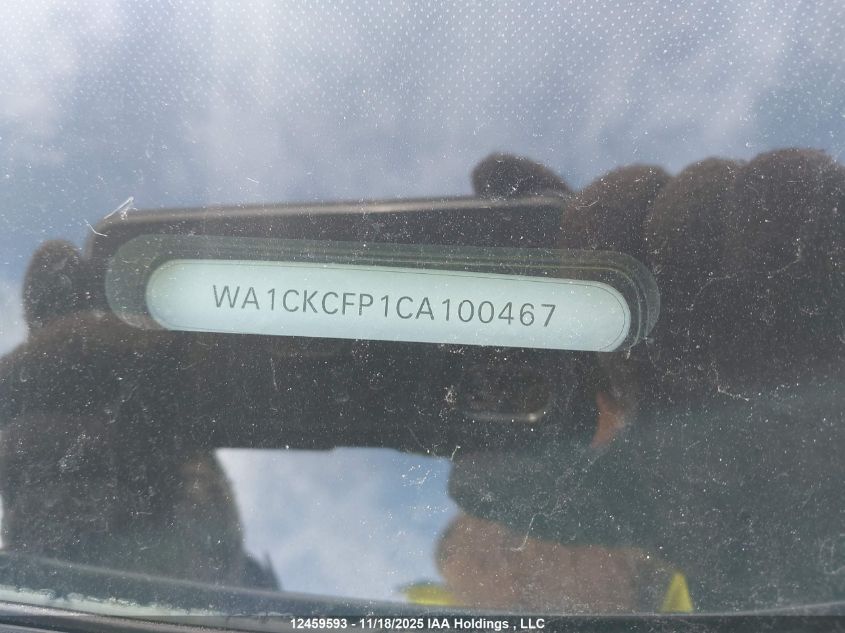 WA1CKCFP1CA100467
12459593 - 11/18/2025 IAA Holdings , LLC